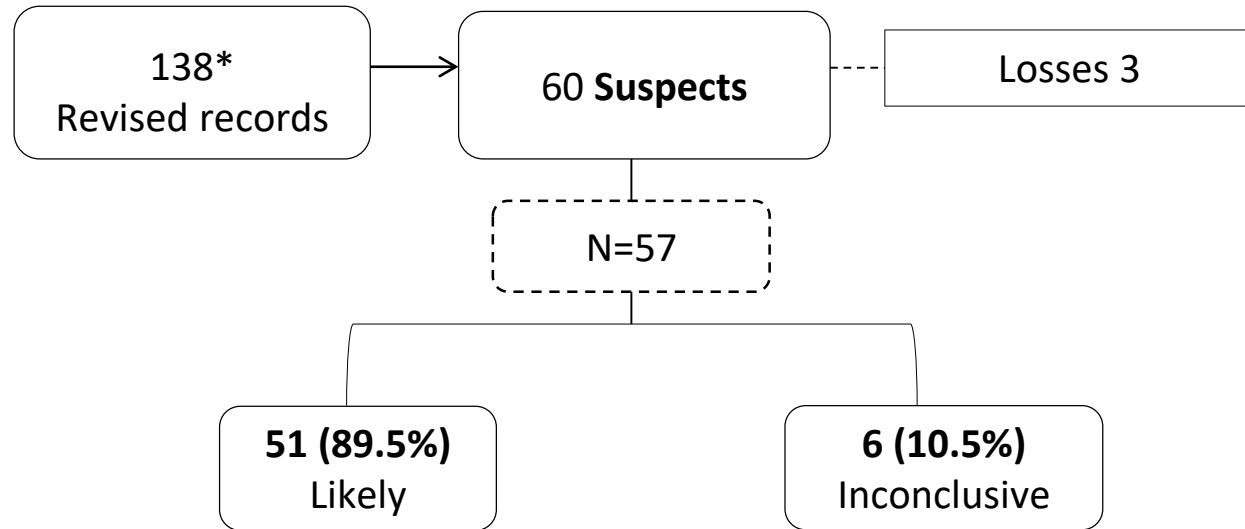 138*
Revised records
60 Suspects
Losses 3
N=57
51 (89.5%)
Likely
6 (10.5%)
Inconclusive